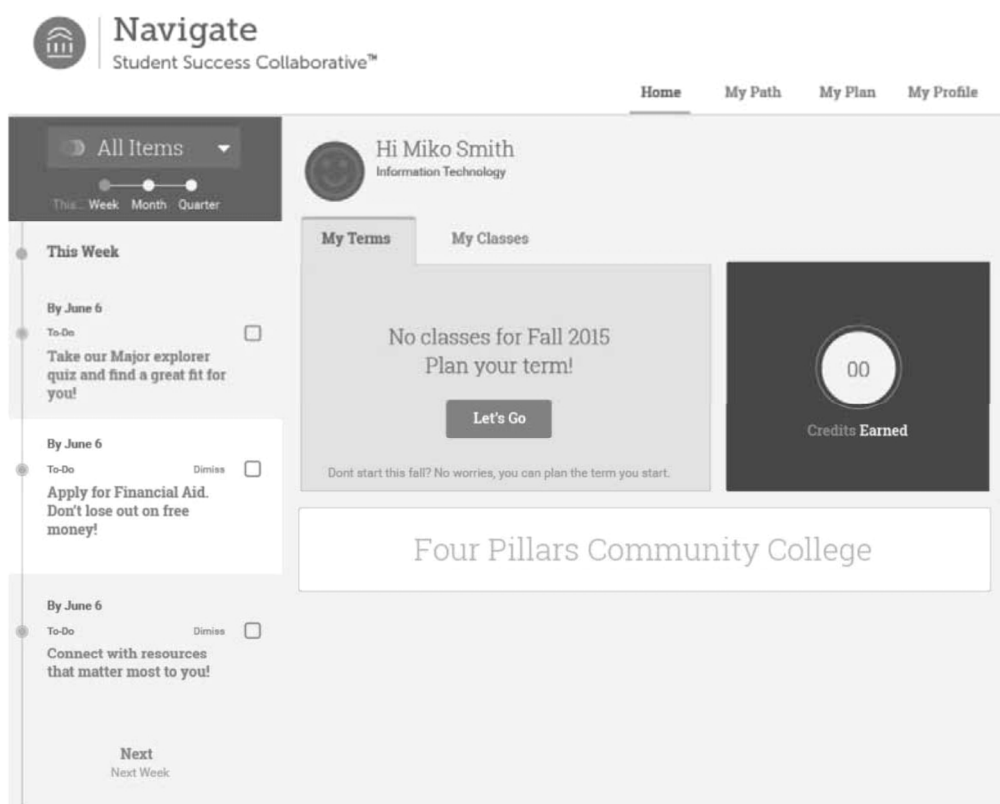 Navigate
Student Success Collaborative™
Home My Path My Plan My Profile
All Items
This... Week Month Quarter
This Week
By June 6
To-Do
Take our Major explorer
quiz and find a great fit for
you!
By June 6
To-Do Dimiss
Apply for Financial Aid.
Don't lose out on free
money!
By June 6
To-Do Dimiss
Connect with resources
that matter most to you!
Next
Next Week
Hi Miko Smith
Information Technology
My Terms My Classes
No classes for Fall 2015
Plan your term!
Let's Go
Dont start this fall? No worries, you can plan the term you start.
00
Credits Earned
Four Pillars Community College